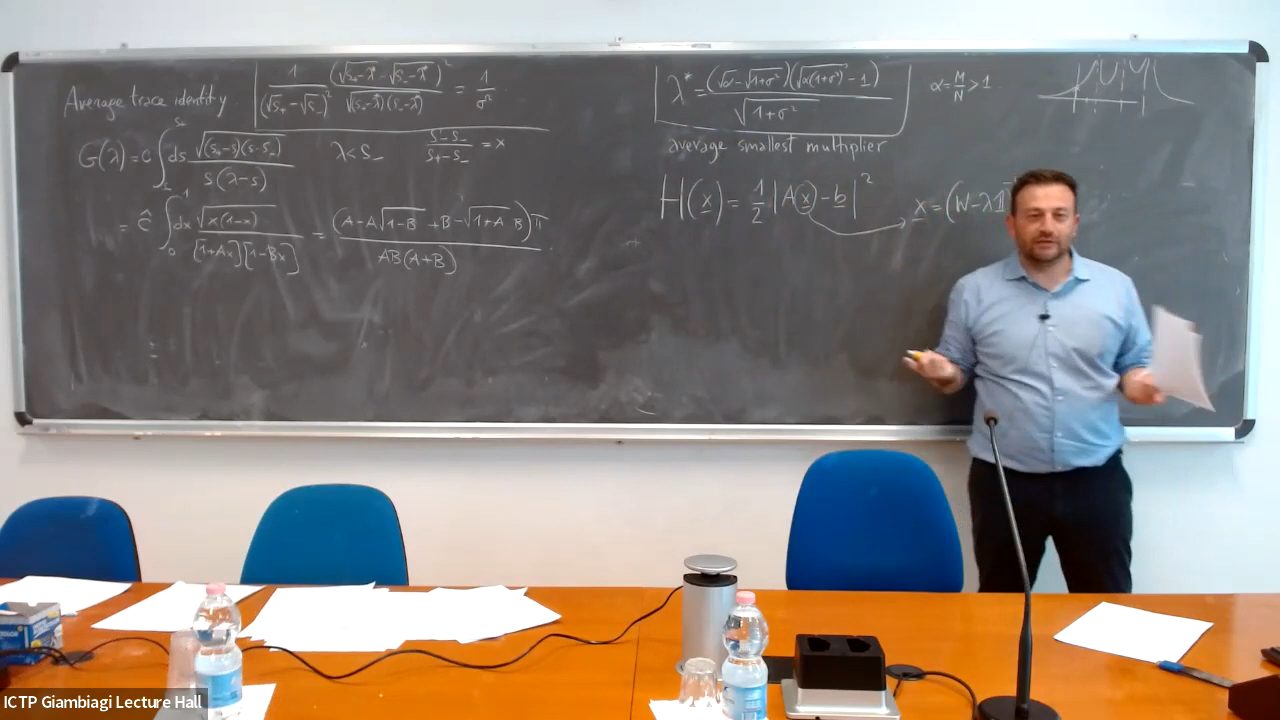 Average trace identity
1/(√s₊-√s₋)² (√(s₊-λ*)-√(s₋-λ*))²/√((s₊-λ)(s₋-λ)) = 1/σ²
G(λ) = c ∫ ds √((s₊-s)(s-s₋)) / s(λ-s) λ<s₋ (s-s₋)/(s₊-s₋) = x
= ĉ ∫₀¹ dx √(x(1-x)) / [1+Ax][1-Bx] = (A-A√(1-B)+B-√(1+A) B)π / AB(A+B)
λ* = (√α-√(1+σ²))(√(α(1+σ²))-1) / √(1+σ²)
α = M/N > 1
average smallest multiplier
H(x) = 1/2 |Ax-b|² x = (W-λ𝟙)
ICTP Giambiagi Lecture Hall